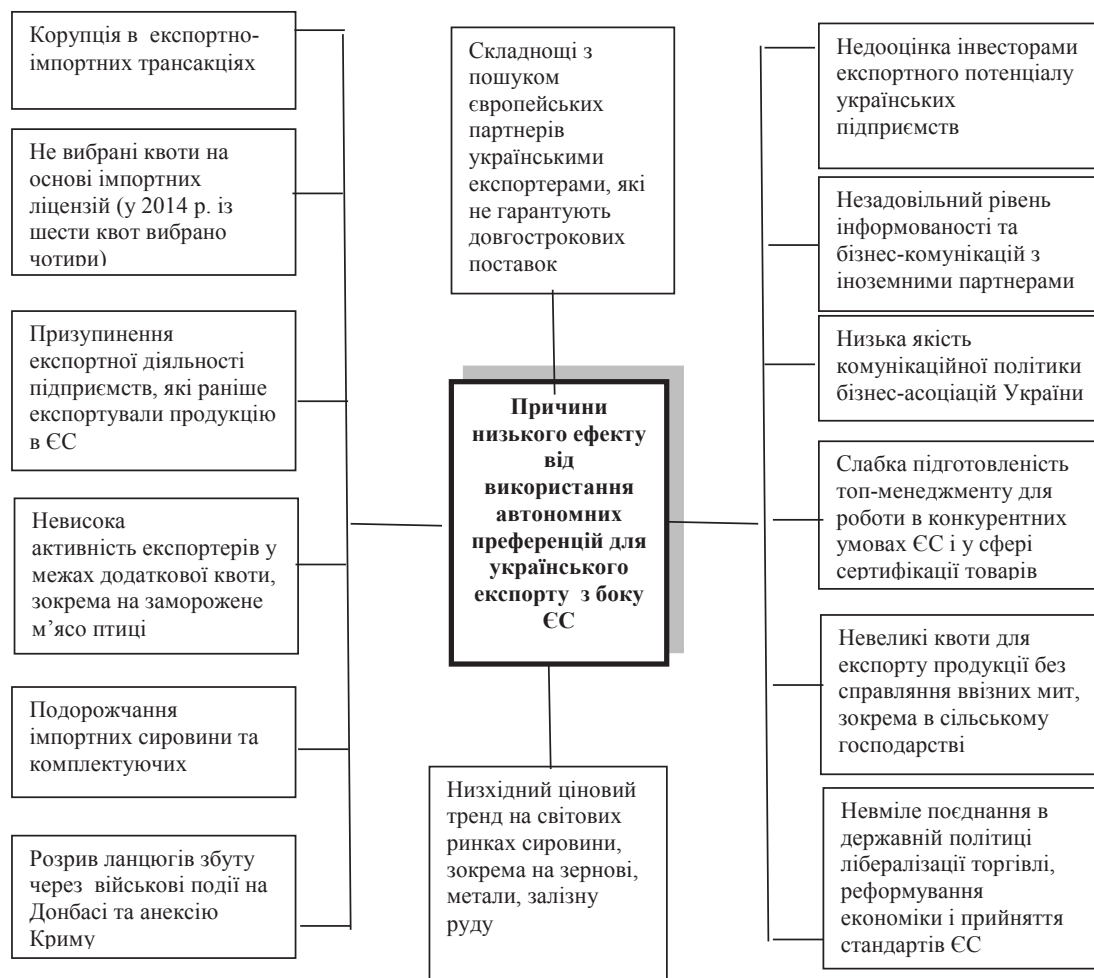 Корупція в експортно-
імпортних трансакціях
Не вибрані квоти на
основі імпортних
ліцензій (у 2014 р. із
шести квот вибрано
чотири)
Призупинення
експортної діяльності
підприємств, які раніше
експортували продукцію
в ЄС
Невисока
активність експортерів у
межах додаткової квоти,
зокрема на заморожене
м’ясо птиці
Подорожчання
імпортних сировини та
комплектуючих
Розрив ланцюгів збуту
через військові події на
Донбасі та анексію
Криму
Складнощі з
пошуком
європейських
партнерів
українськими
експортерами, які
не гарантують
довгострокових
поставок
Причини
низького ефекту
від
використання
автономних
преференцій для
українського
експорту з боку
ЄС
Низхідний ціновий
тренд на світових
ринках сировини,
зокрема на зернові,
метали, залізну
руду
Недооцінка інвесторами
експортного потенціалу
українських
підприємств
Незадовільний рівень
інформованості та
бізнес-комунікацій з
іноземними партнерами
Низька якість
комунікаційної політики
бізнес-асоціацій України
Слабка підготовленість
топ-менеджменту для
роботи в конкурентних
умовах ЄС і у сфері
сертифікації товарів
Невеликі квоти для
експорту продукції без
справляння ввізних мит,
зокрема в сільському
господарстві
Невміле поєднання в
державній політиці
лібералізації торгівлі,
реформування
економіки і прийняття
стандартів ЄС